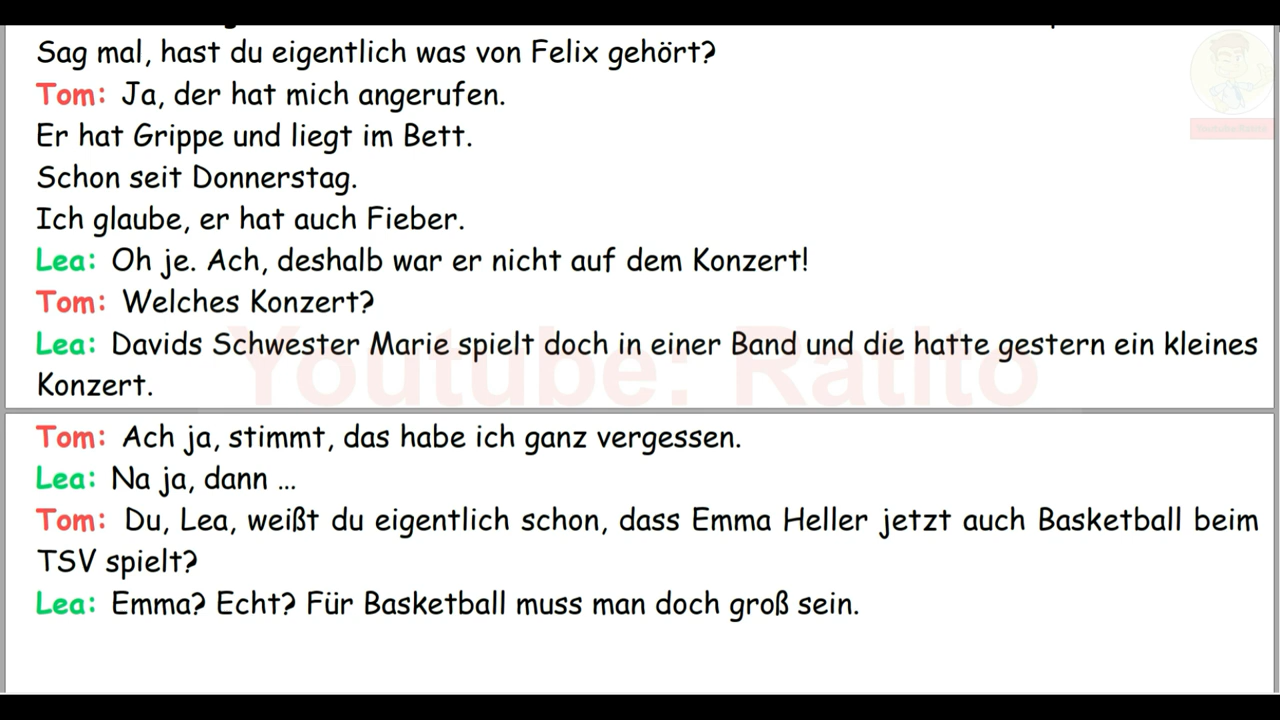 Sag mal, hast du eigentlich was von Felix gehört?
Tom: Ja, der hat mich angerufen.
Er hat Grippe und liegt im Bett.
Schon seit Donnerstag.
Ich glaube, er hat auch Fieber.
Lea: Oh je. Ach, deshalb war er nicht auf dem Konzert!
Tom: Welches Konzert?
Lea: Davids Schwester Marie spielt doch in einer Band und die hatte gestern ein kleines
Konzert.
Youtube: Ratito
Tom: Ach ja, stimmt, das habe ich ganz vergessen.
Lea: Na ja, dann ...
Tom: Du, Lea, weißt du eigentlich schon, dass Emma Heller jetzt auch Basketball beim
TSV spielt?
Lea: Emma? Echt? Für Basketball muss man doch groß sein.